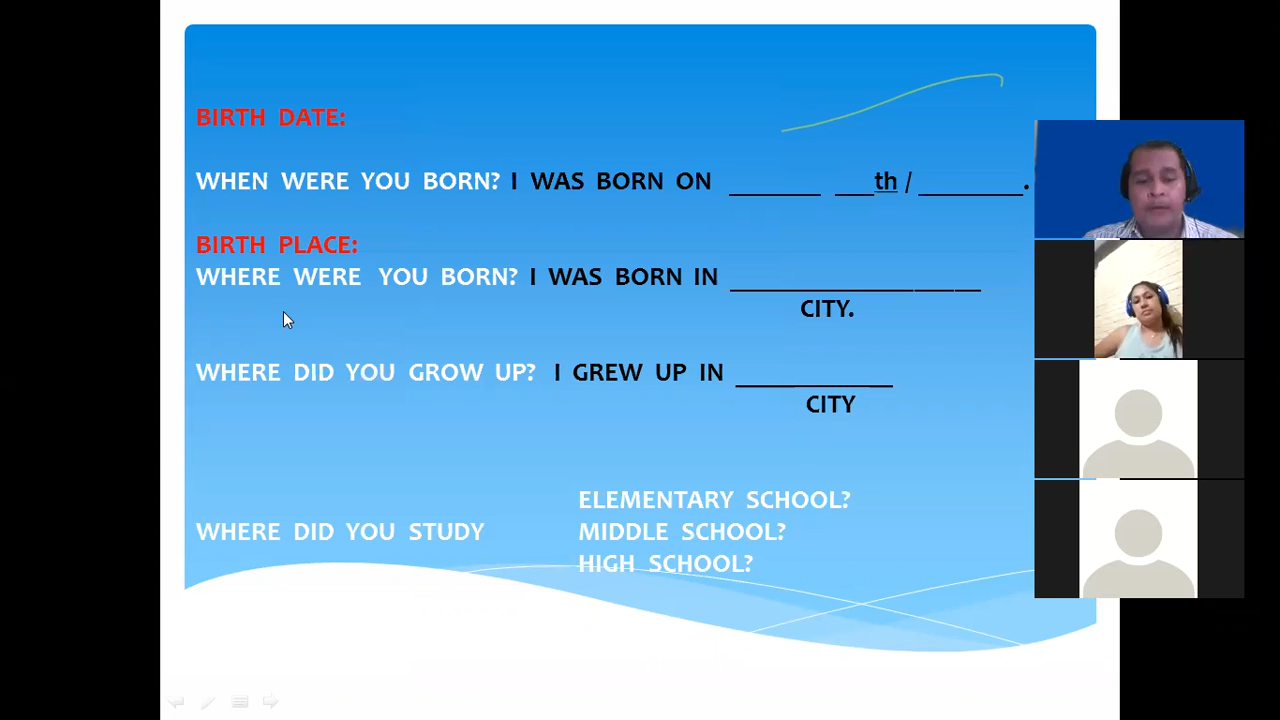 BIRTH DATE:
WHEN WERE YOU BORN? I WAS BORN ON _______ ___th / ________.
BIRTH PLACE:
WHERE WERE YOU BORN? I WAS BORN IN ___________________
CITY.
WHERE DID YOU GROW UP? I GREW UP IN ____________
CITY
ELEMENTARY SCHOOL?
WHERE DID YOU STUDY MIDDLE SCHOOL?
HIGH SCHOOL?